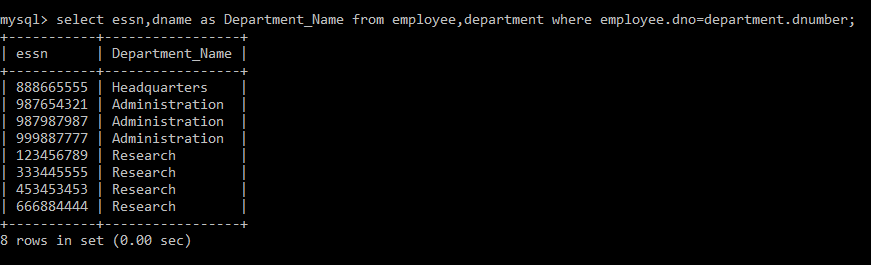 mysql> select essn,dname as Department_Name from employee,department where employee.dno=department.dnumber;
+-----------+-----------------+
| essn      | Department_Name |
+-----------+-----------------+
| 888665555 | Headquarters    |
| 987654321 | Administration  |
| 987987987 | Administration  |
| 999887777 | Administration  |
| 123456789 | Research        |
| 333445555 | Research        |
| 453453453 | Research        |
| 666884444 | Research        |
+-----------+-----------------+
8 rows in set (0.00 sec)